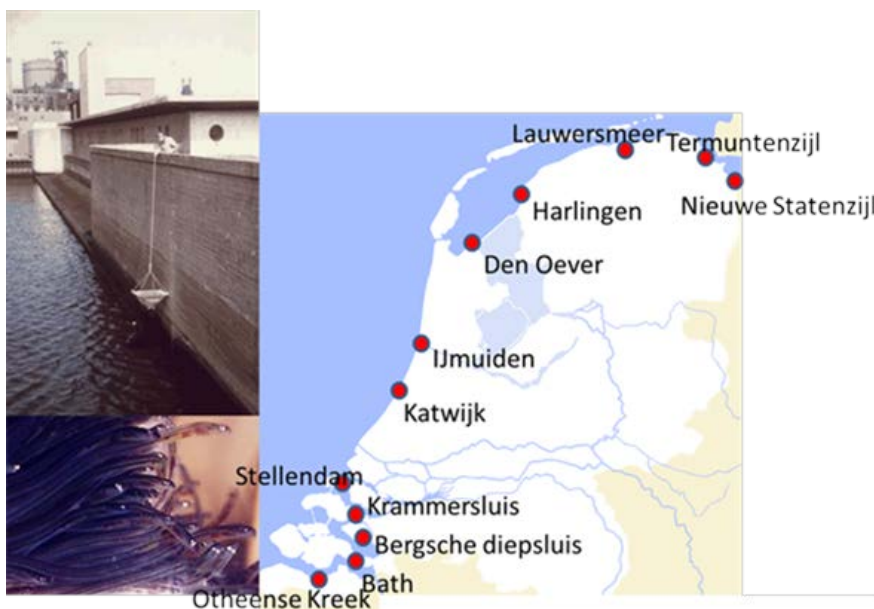 Lauwersmeer
Termuntenzijl
Harlingen
Nieuwe Statenzijl
Den Oever
IJmuiden
Katwijk
Stellendam
Krammersluis
Bergsche diepsluis
Bath
Otheense Kreek